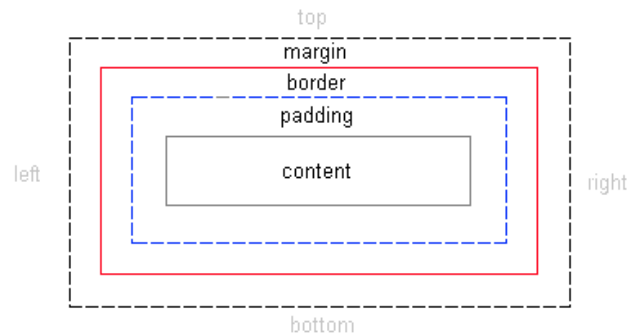 top
margin
border
padding
left
content
right
bottom